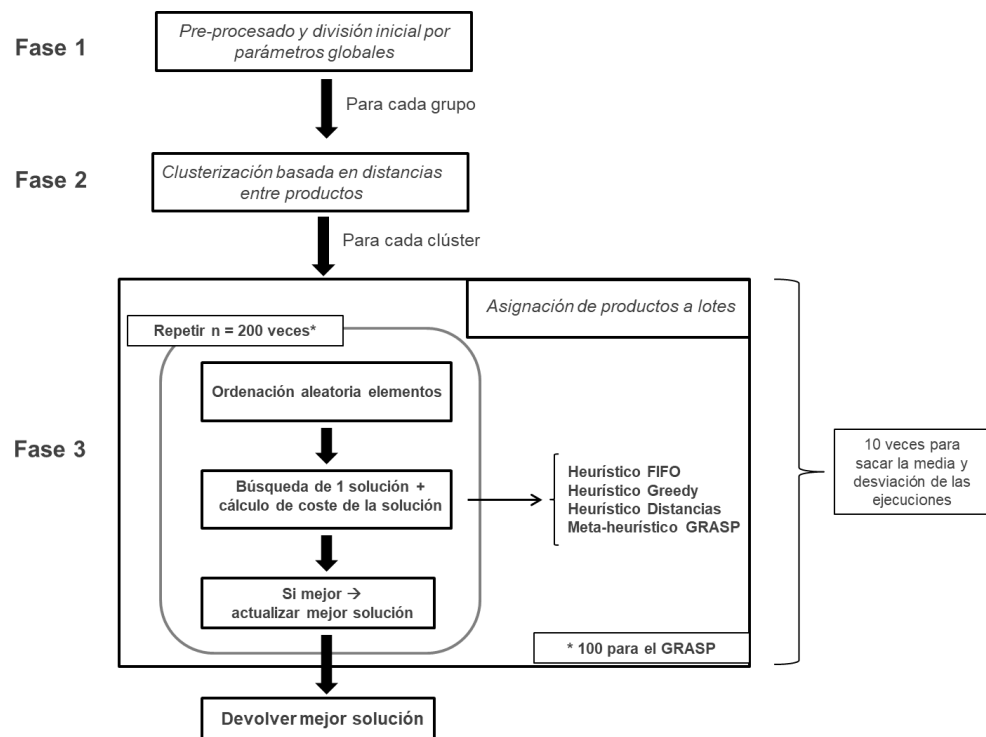 Fase 1
Pre-procesado y división inicial por
parámetros globales
Para cada grupo
Fase 2
Clusterización basada en distancias
entre productos
Para cada clúster
Asignación de productos a lotes
Repetir n = 200 veces*
Ordenación aleatoria elementos
Fase 3
Búsqueda de 1 solución +
cálculo de coste de la solución
Heurístico FIFO
Heurístico Greedy
Heurístico Distancias
Meta-heurístico GRASP
10 veces para
sacar la media y
desviación de las
ejecuciones
Si mejor →
actualizar mejor solución
* 100 para el GRASP
Devolver mejor solución